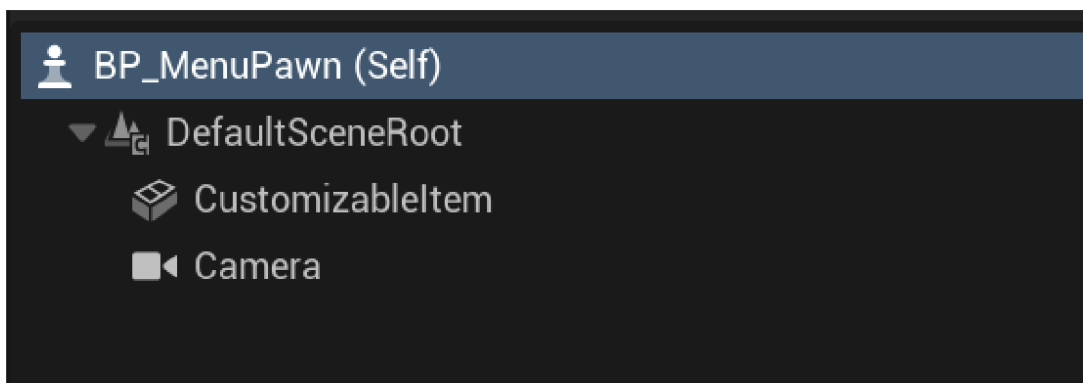 BP_MenuPawn (Self)
DefaultSceneRoot
CustomizableItem
Camera